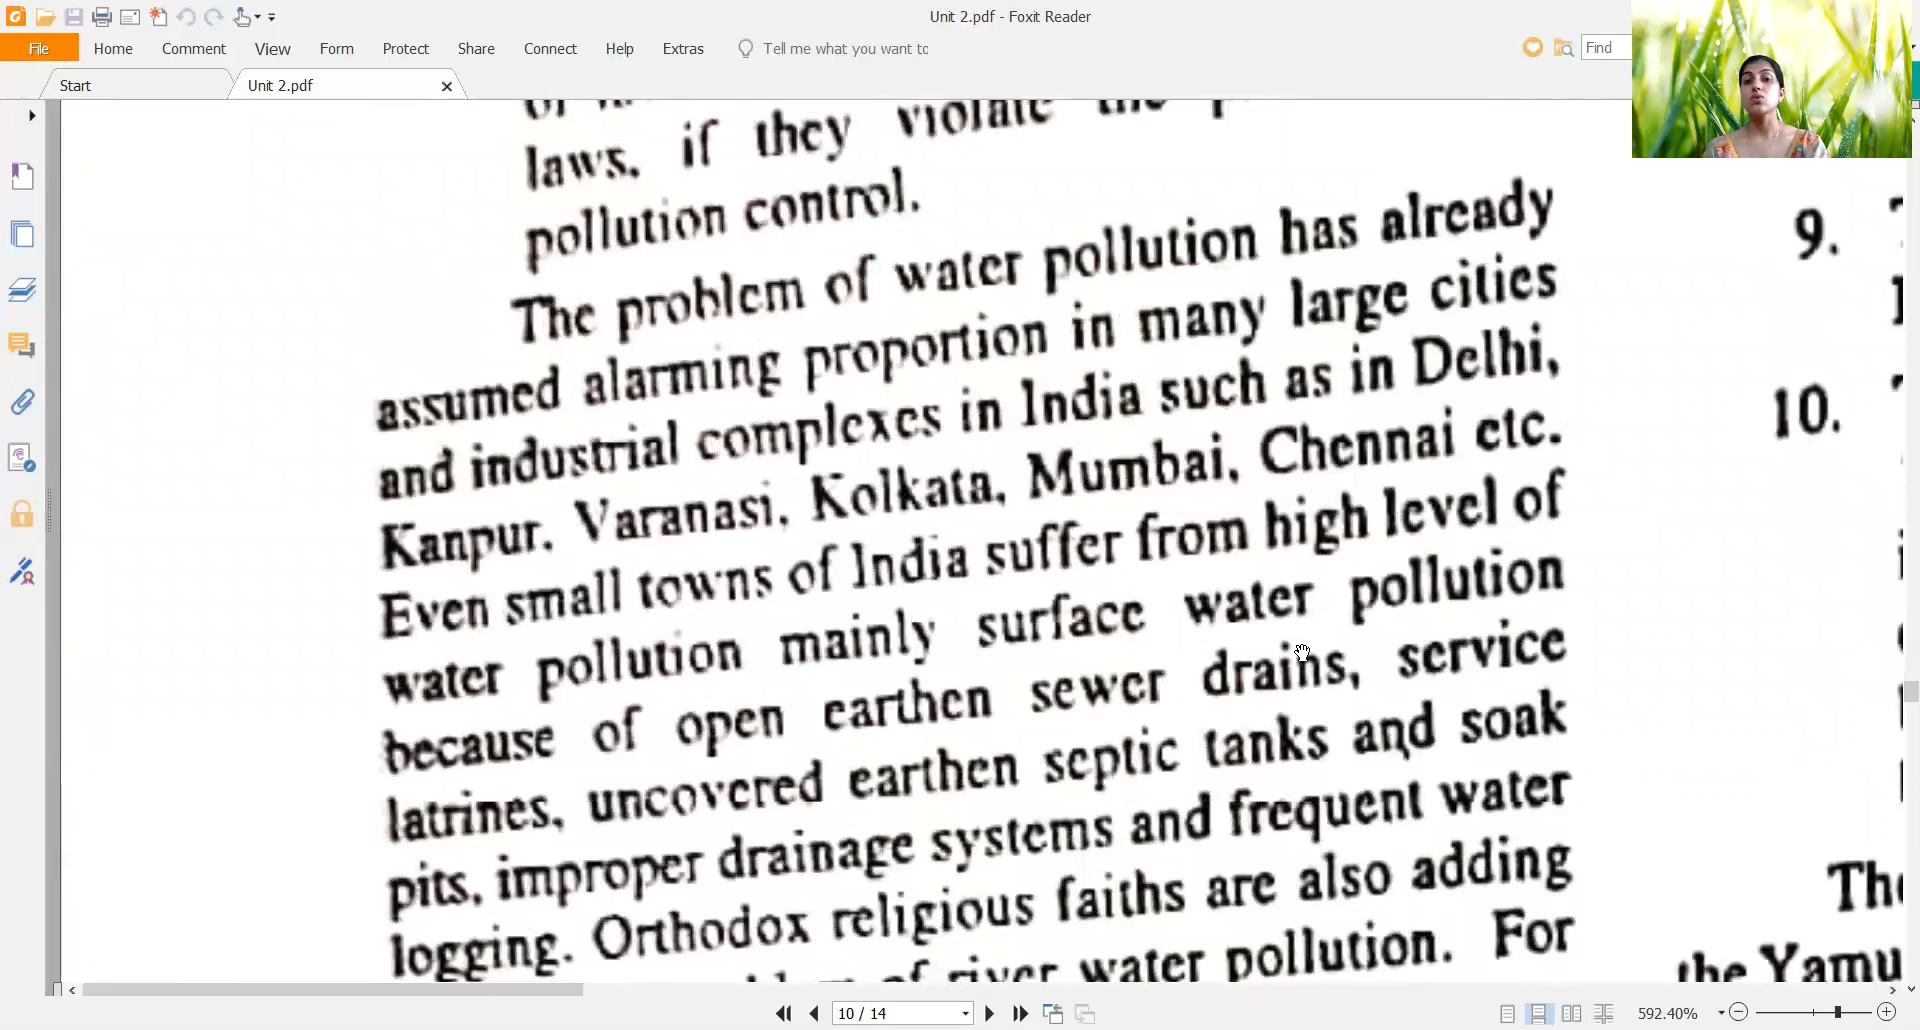 Unit 2.pdf - Foxit Reader
File Home Comment View Form Protect Share Connect Help Extras Tell me what you want to Find
Start Unit 2.pdf
laws, if they violate the
pollution control.
The problem of water pollution has already
assumed alarming proportion in many large cities
and industrial complexes in India such as in Delhi,
Kanpur, Varanasi, Kolkata, Mumbai, Chennai etc.
Even small towns of India suffer from high level of
water pollution mainly surface water pollution
because of open earthen sewer drains, service
latrines, uncovered earthen septic tanks and soak
pits, improper drainage systems and frequent water
logging. Orthodox religious faiths are also adding
of river water pollution. For
9.
10.
the Yamu
10 / 14
592.40%